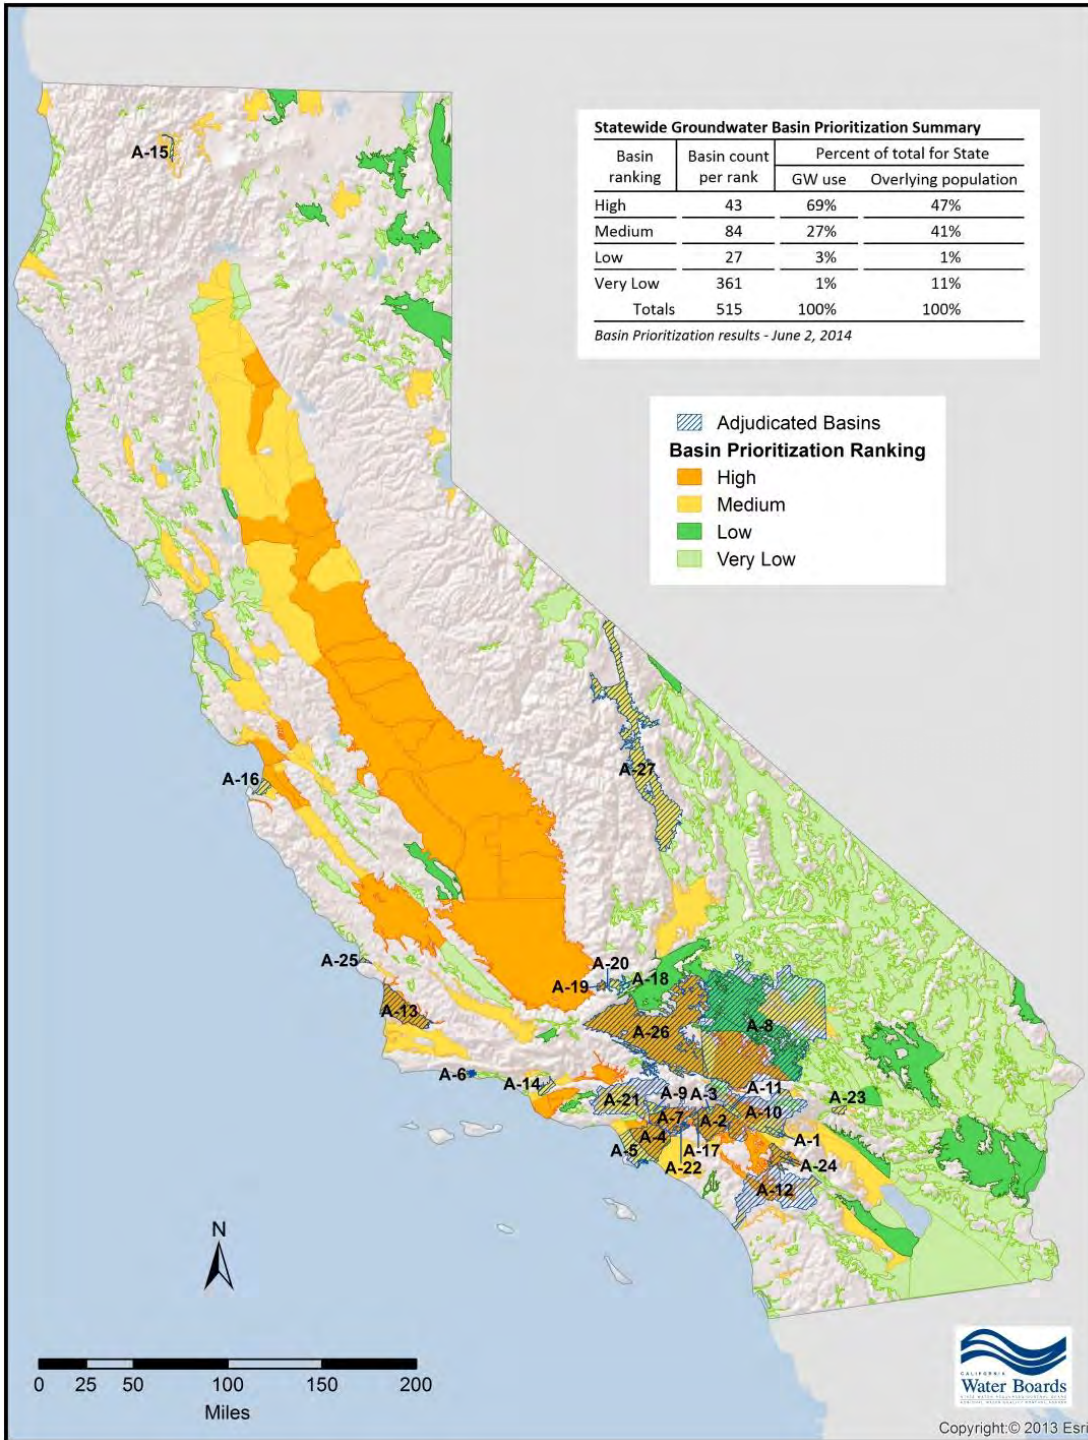 Statewide Groundwater Basin Prioritization Summary
Basin ranking Basin count per rank Percent of total for State
GW use Overlying population
High 43 69% 47%
Medium 84 27% 41%
Low 27 3% 1%
Very Low 361 1% 11%
Totals 515 100% 100%
Basin Prioritization results - June 2, 2014
Adjudicated Basins
Basin Prioritization Ranking
High
Medium
Low
Very Low
A-15
A-27
A-16
A-25
A-20
A-19
A-18
A-13
A-26
A-8
A-6
A-14
A-21
A-9
A-3
A-11
A-23
A-10
A-7
A-2
A-4
A-5
A-1
A-17
A-22
A-24
A-12
N
0 25 50 100 150 200
Miles
CALIFORNIA
Water Boards
Copyright:© 2013 Esri